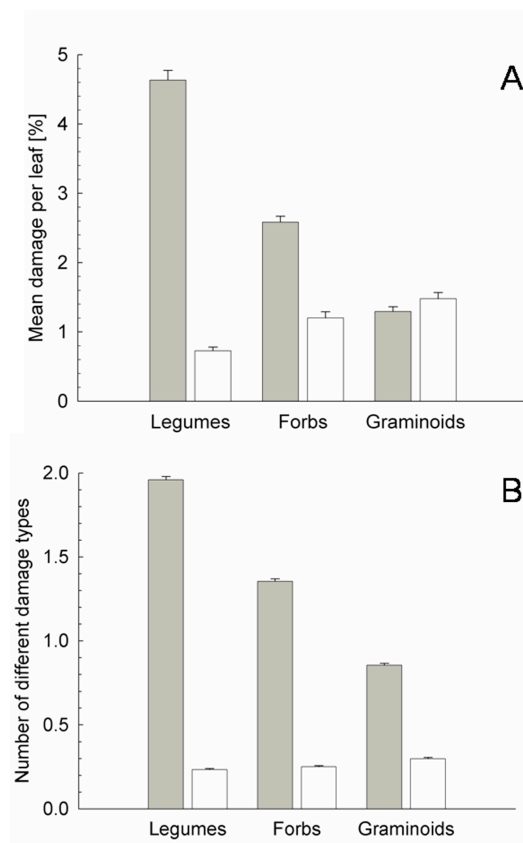 A
Mean damage per leaf [%]
5
4
3
2
1
0
Legumes Forbs Graminoids
B
Number of different damage types
2.0
1.5
1.0
0.5
0.0
Legumes Forbs Graminoids